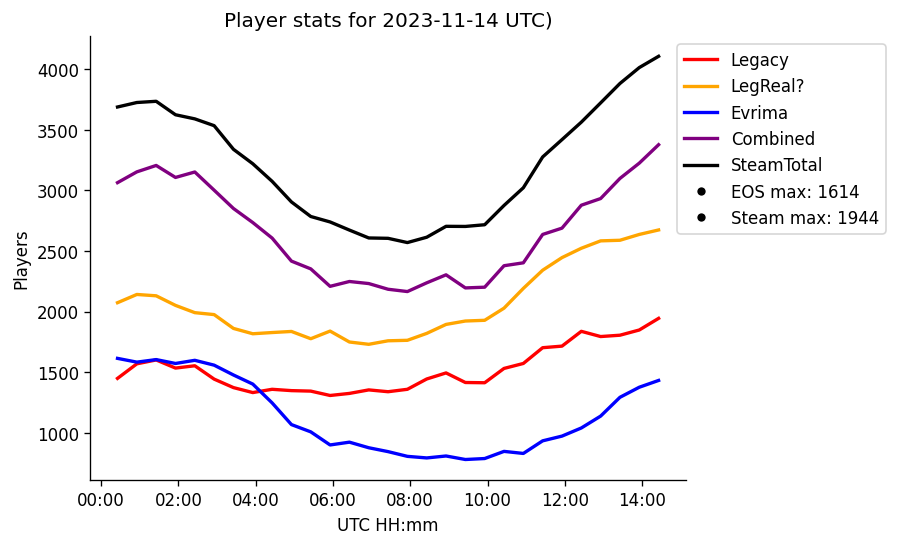 Player stats for 2023-11-14 UTC)
Players
4000
3500
3000
2500
2000
1500
1000
00:00 02:00 04:00 06:00 08:00 10:00 12:00 14:00
UTC HH:mm
Legacy
LegReal?
Evrima
Combined
SteamTotal
EOS max: 1614
Steam max: 1944